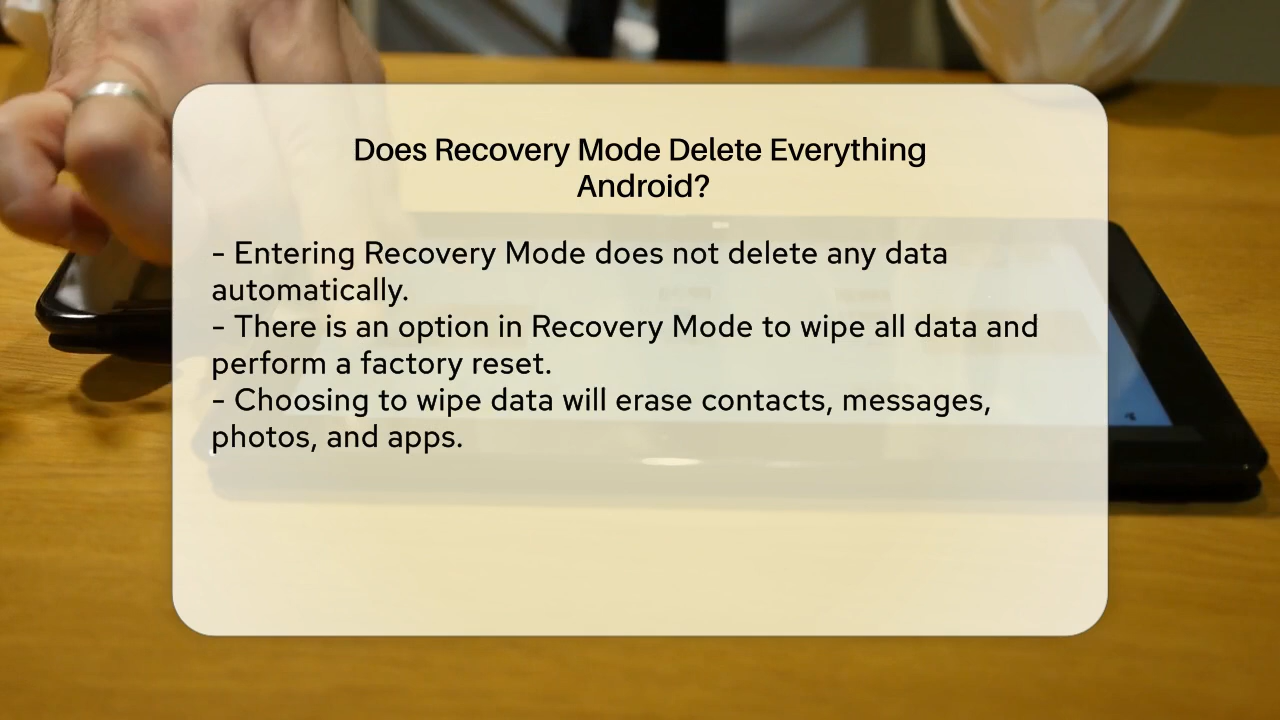 Does Recovery Mode Delete Everything
Android?
- Entering Recovery Mode does not delete any data
automatically.
- There is an option in Recovery Mode to wipe all data and
perform a factory reset.
- Choosing to wipe data will erase contacts, messages,
photos, and apps.